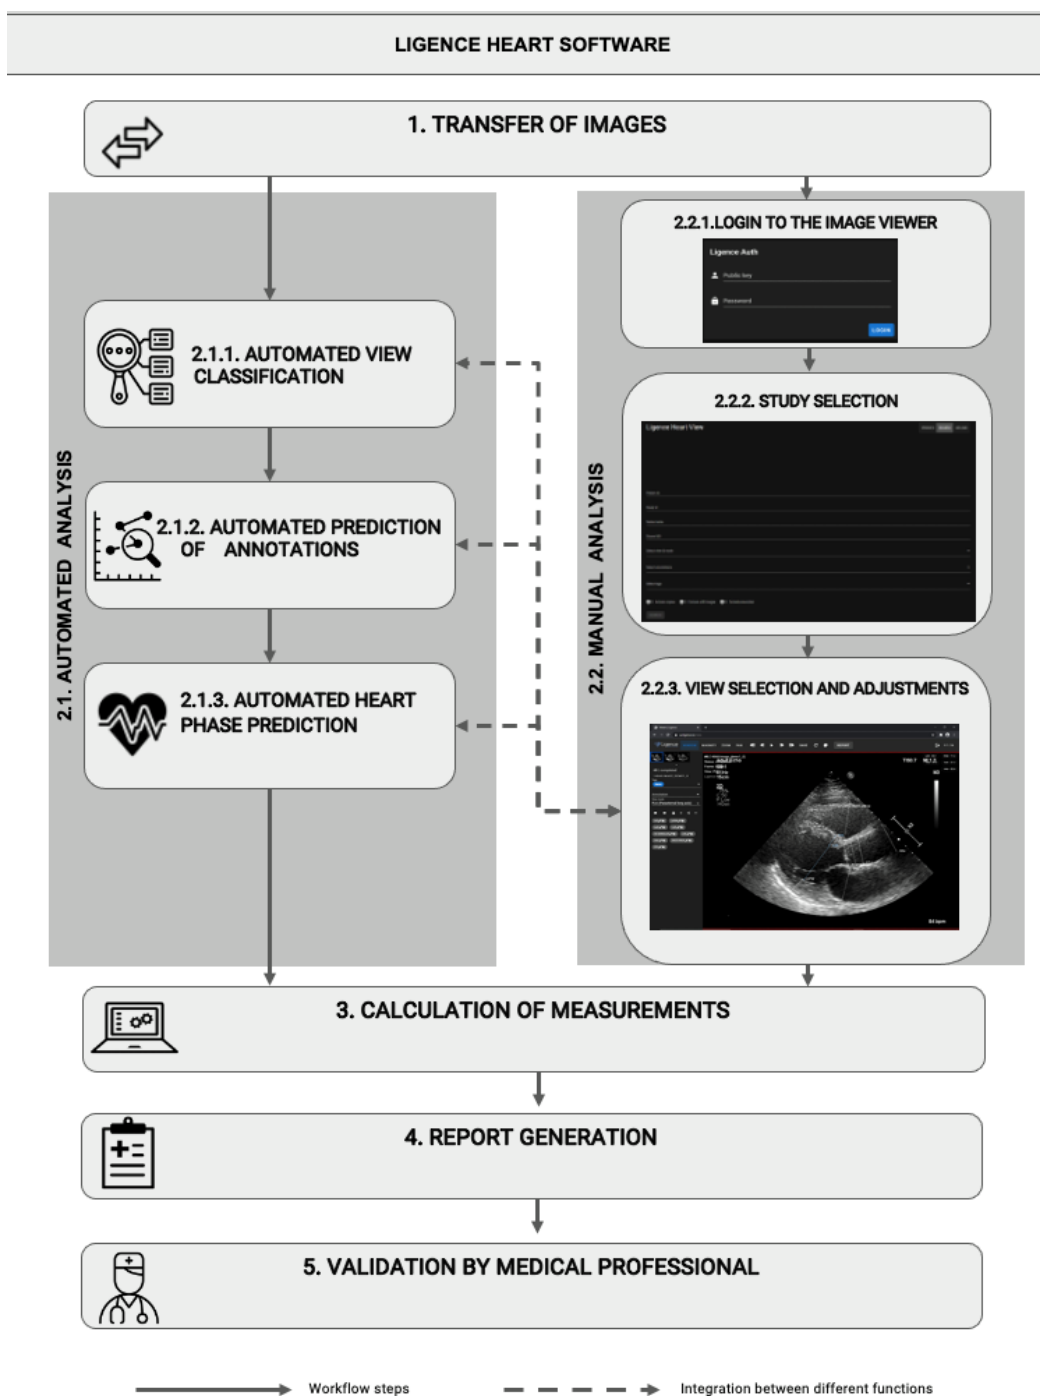 LIGENCE HEART SOFTWARE
1. TRANSFER OF IMAGES
2.1. AUTOMATED ANALYSIS
2.1.1. AUTOMATED VIEW
CLASSIFICATION
2.1.2. AUTOMATED PREDICTION
OF ANNOTATIONS
2.1.3. AUTOMATED HEART
PHASE PREDICTION
2.2. MANUAL ANALYSIS
2.2.1.LOGIN TO THE IMAGE VIEWER
Ligence Auth
Public key
Password
LOGIN
2.2.2. STUDY SELECTION
Ligence Heart View
2.2.3. VIEW SELECTION AND ADJUSTMENTS
3. CALCULATION OF MEASUREMENTS
4. REPORT GENERATION
5. VALIDATION BY MEDICAL PROFESSIONAL
Workflow steps
Integration between different functions